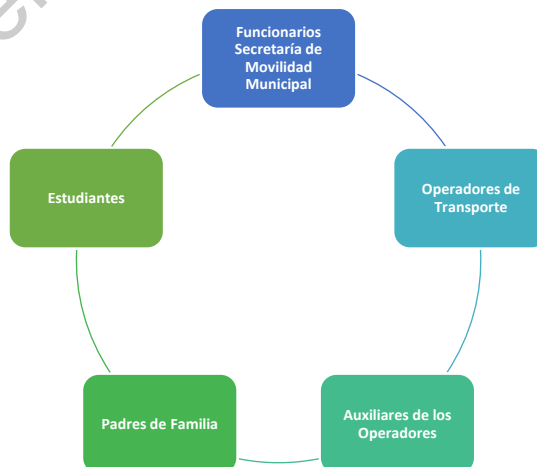 Funcionarios
Secretaría de
Movilidad
Municipal
Operadores de
Transporte
Auxiliares de los
Operadores
Padres de Familia
Estudiantes